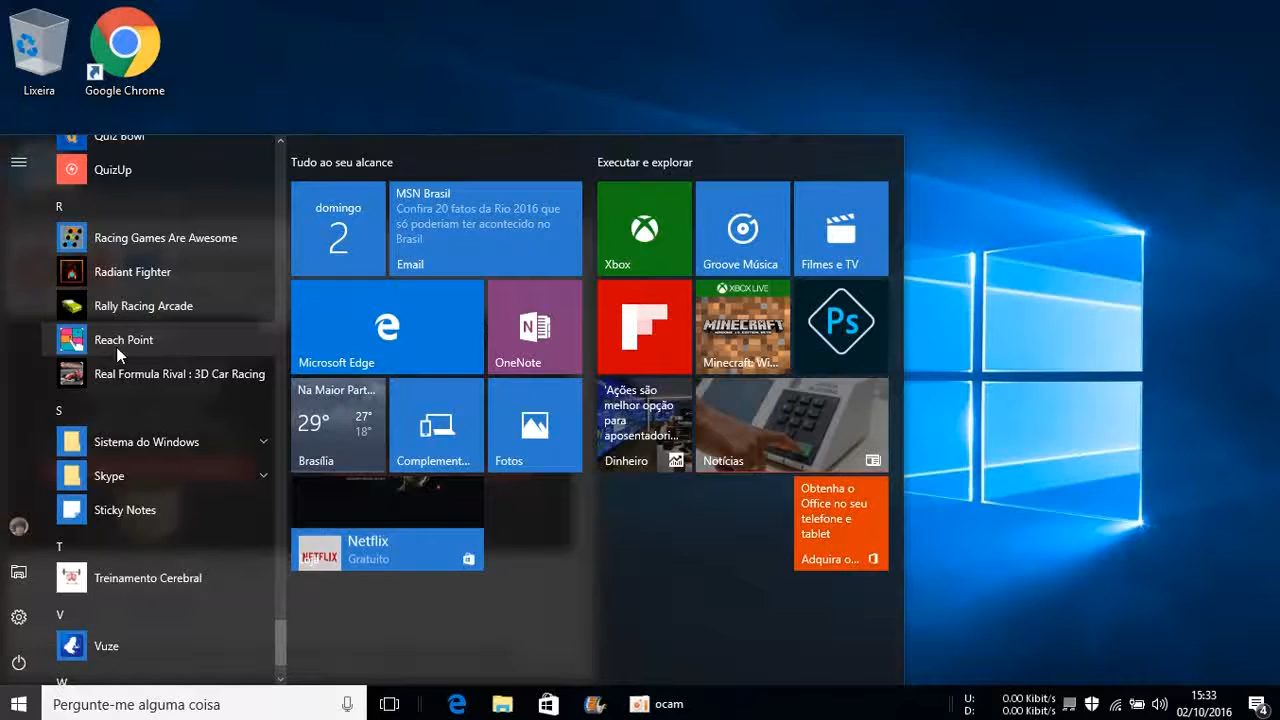 Lixeira
Google Chrome
Quiz Bowl
QuizUp
R
Racing Games Are Awesome
Radiant Fighter
Rally Racing Arcade
Reach Point
Real Formula Rival : 3D Car Racing
S
Sistema do Windows
Skype
Sticky Notes
T
Treinamento Cerebral
V
Vuze
W
Tudo ao seu alcance
domingo
2
MSN Brasil
Confira 20 fatos da Rio 2016 que
só poderiam ter acontecido no
Brasil
Email
Microsoft Edge
OneNote
Na Maior Part...
29°
27°
18°
Brasília
Complement...
Fotos
NETFLIX
Netflix
Gratuito
Executar e explorar
Xbox
Groove Música
Filmes e TV
XBOX LIVE
MINECRAFT
Minecraft: Wi...
Ps
'Ações são
melhor opção
para
aposentadori...
Dinheiro
Notícias
Obtenha o
Office no seu
telefone e
tablet
Adquira o...
Pergunte-me alguma coisa
ocam
U: 0.00 Kibit/s
D: 0.00 Kibit/s
15:33
02/10/2016
4